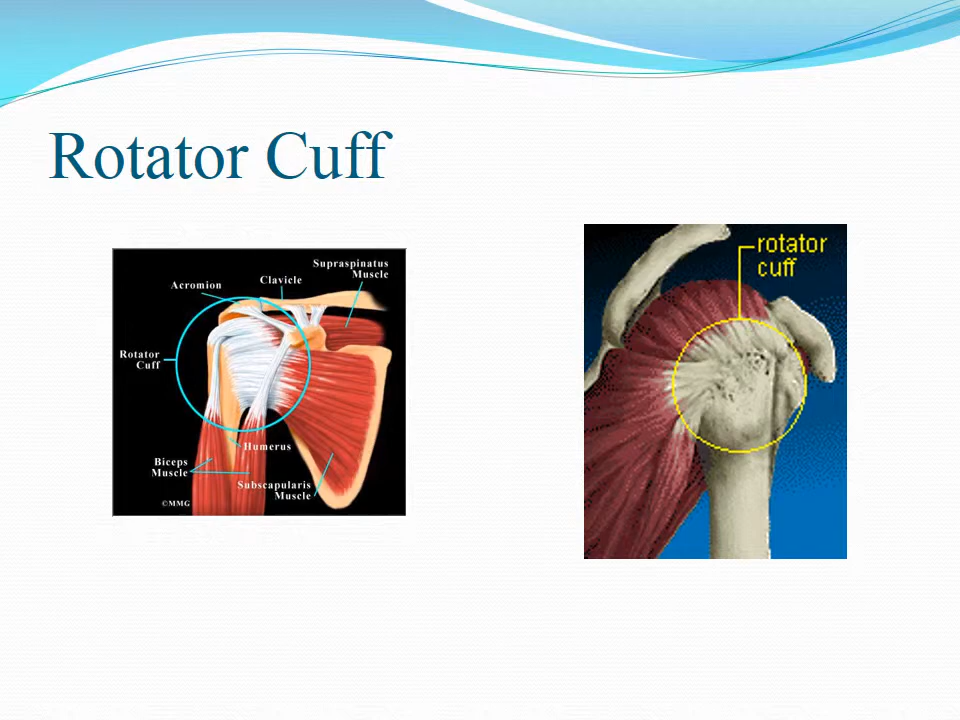 Rotator Cuff
Supraspinatus
Muscle
Clavicle
Acromion
Rotator
Cuff
Humerus
Biceps
Muscle
Subscapularis
Muscle
©MMG
rotator
cuff